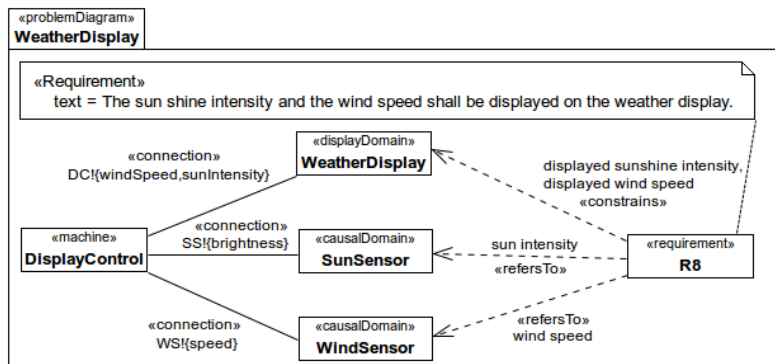 «problemDiagram»
WeatherDisplay
«Requirement»
text = The sun shine intensity and the wind speed shall be displayed on the weather display.
«connection»
DC!{windSpeed,sunIntensity}
«displayDomain»
WeatherDisplay
displayed sunshine intensity,
displayed wind speed
«constrains»
«machine»
DisplayControl
«connection»
SS!{brightness}
«causalDomain»
SunSensor
sun intensity
«refersTo»
«requirement»
R8
«connection»
WS!{speed}
«causalDomain»
WindSensor
«refersTo»
wind speed